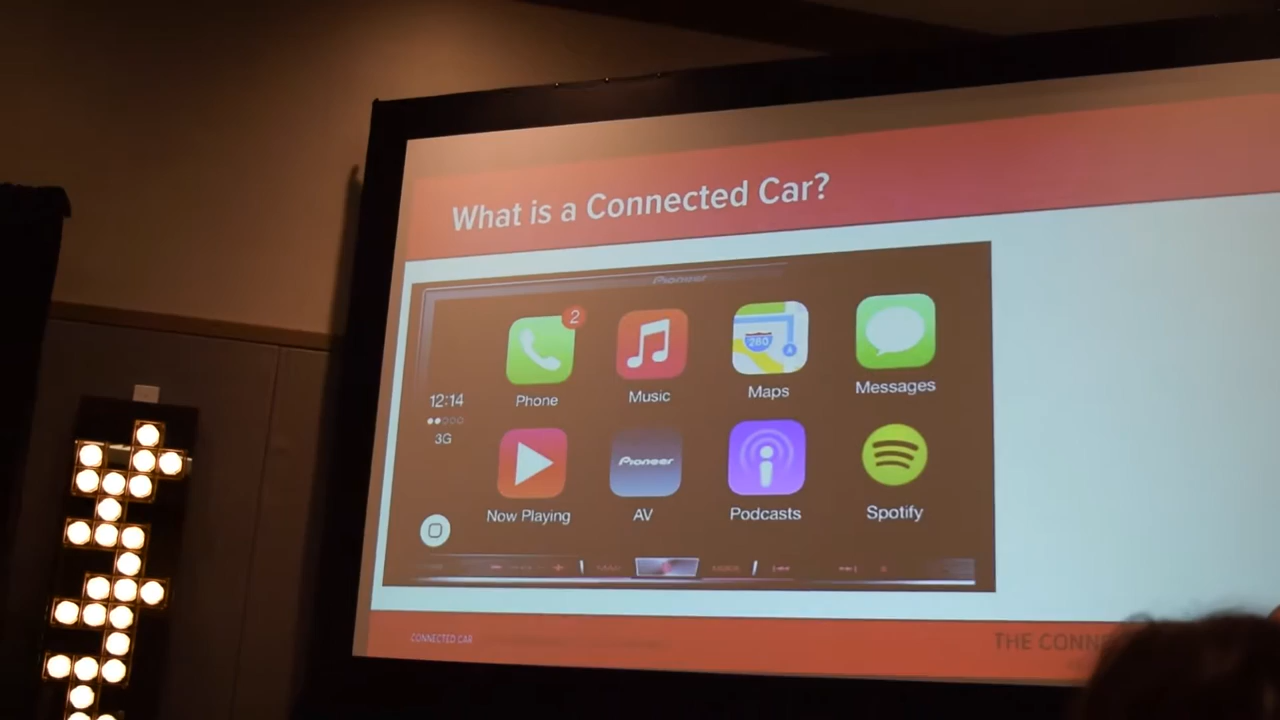 What is a Connected Car?
Pioneer
2
280
12:14
3G
Phone
Music
Maps
Messages
Pioneer
Now Playing
AV
Podcasts
Spotify
CONNECTED CAR
THE CONNE